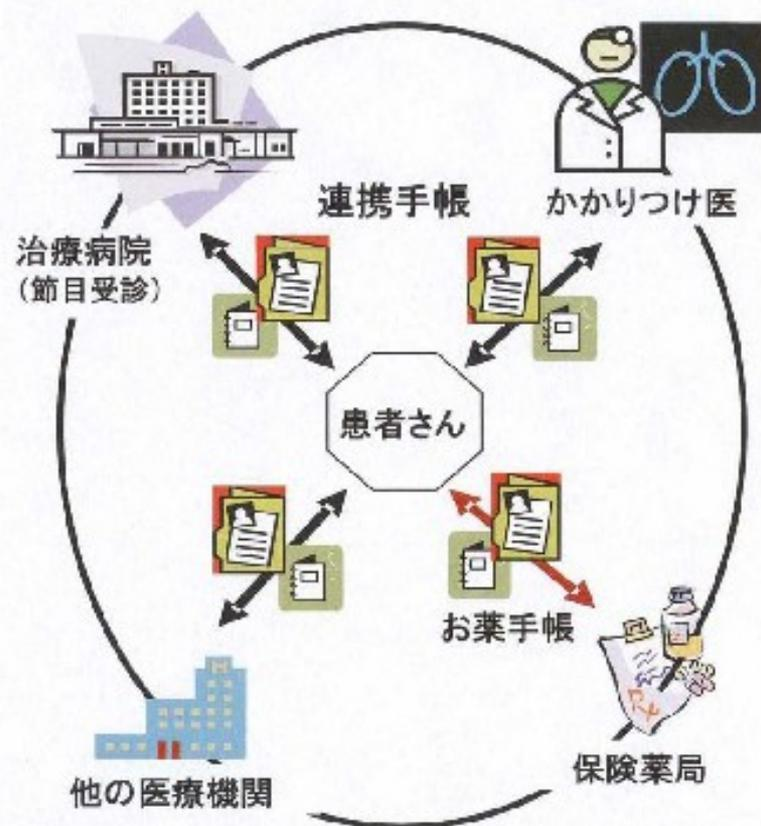 連携手帳
かかりつけ医
治療病院
（節目受診）
患者さん
お薬手帳
保険薬局
他の医療機関